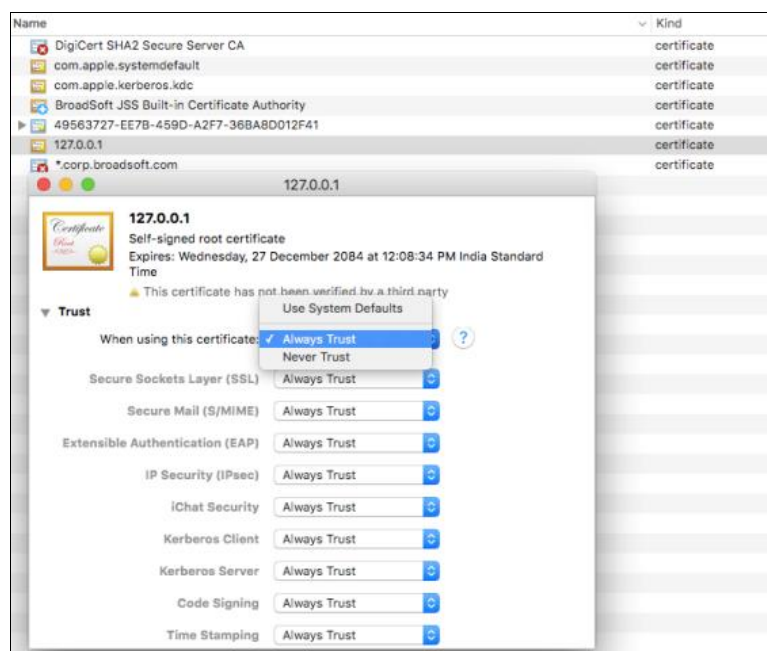 Name Kind
DigiCert SHA2 Secure Server CA certificate
com.apple.systemdefault certificate
com.apple.kerberos.kdc certificate
BroadSoft JSS Built-in Certificate Authority certificate
49563727-EE7B-459D-A2F7-36BA8D012F41 certificate
127.0.0.1 certificate
*.corp.broadsoft.com certificate
127.0.0.1
Certificate
Root
127.0.0.1
Self-signed root certificate
Expires: Wednesday, 27 December 2084 at 12:08:34 PM India Standard
Time
This certificate has not been verified by a third party
Trust
Use System Defaults
When using this certificate: ✓ Always Trust ?
Never Trust
Secure Sockets Layer (SSL) Always Trust
Secure Mail (S/MIME) Always Trust
Extensible Authentication (EAP) Always Trust
IP Security (IPsec) Always Trust
iChat Security Always Trust
Kerberos Client Always Trust
Kerberos Server Always Trust
Code Signing Always Trust
Time Stamping Always Trust